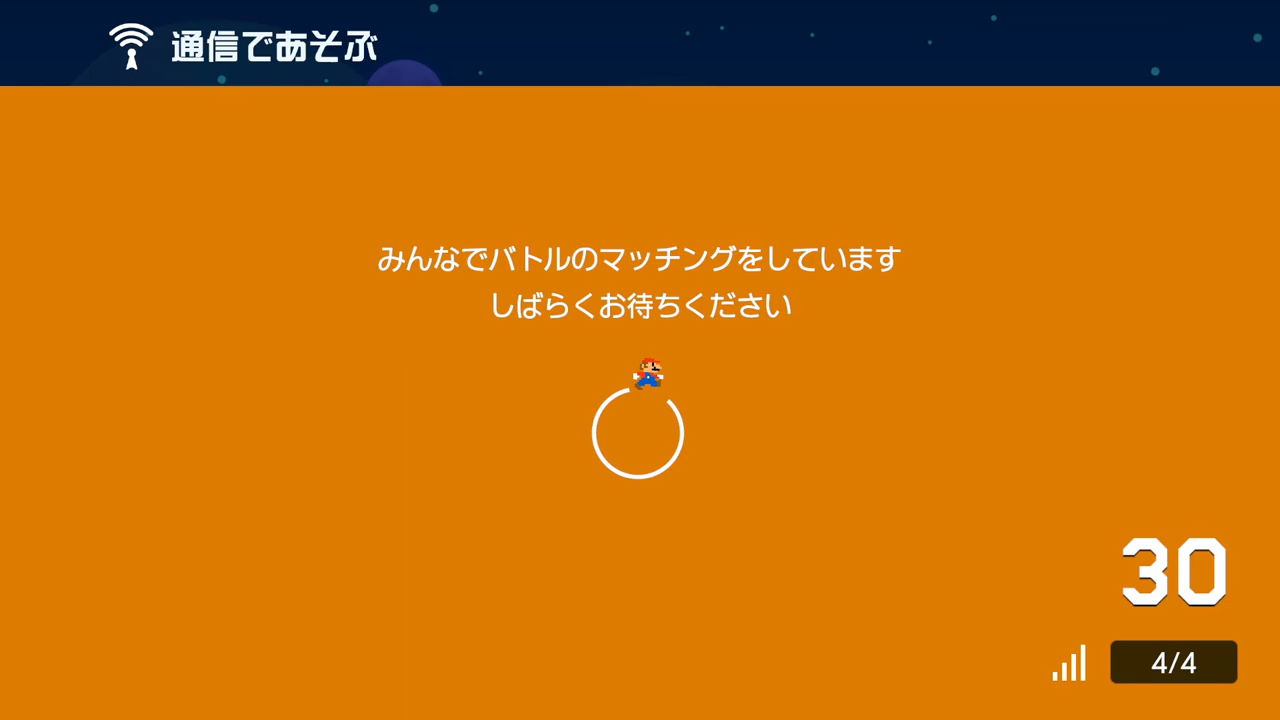 通信であそぶ
みんなでバトルのマッチングをしています
しばらくお待ちください
30
4/4